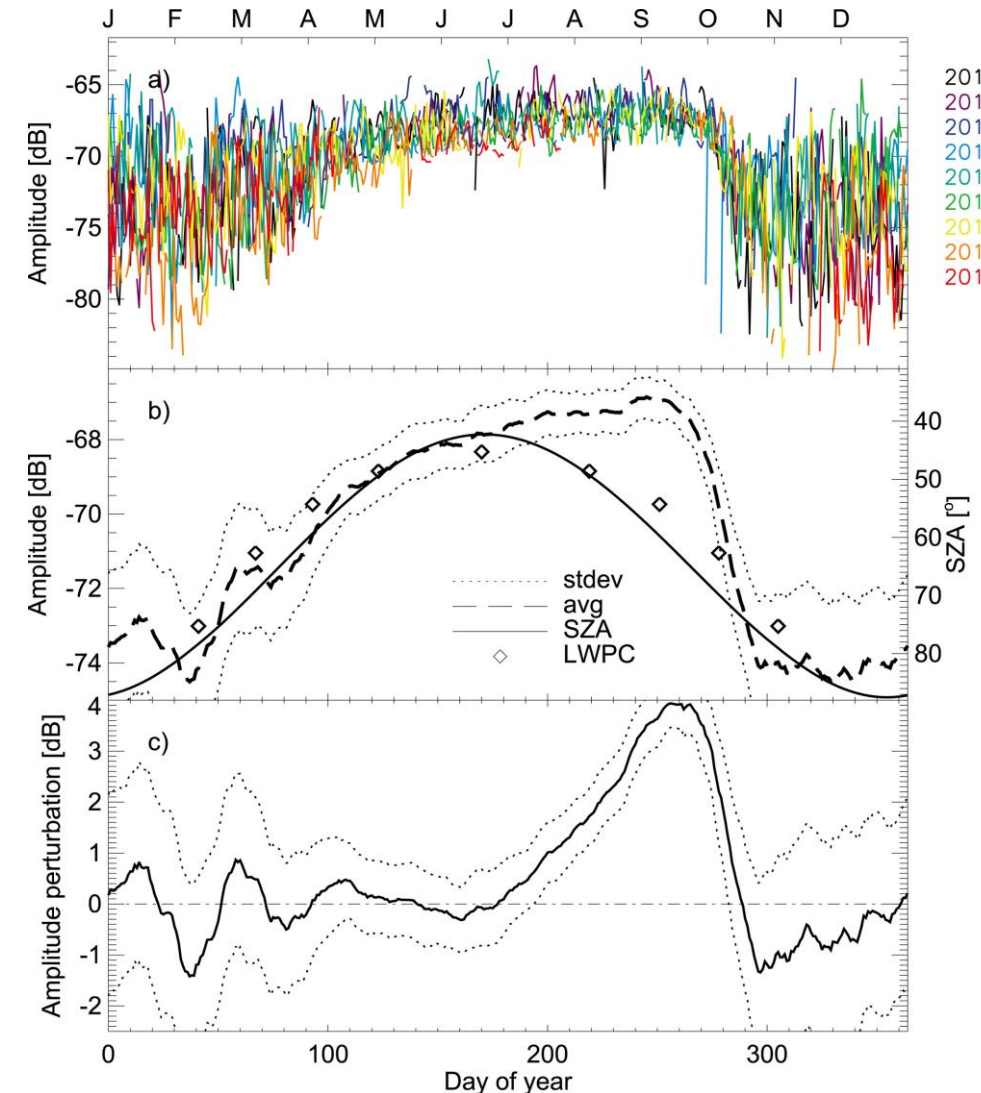 J F M A M J J A S O N D
a)
-65
-70
-75
-80
Amplitude [dB]
201
201
201
201
201
201
201
201
201
b)
-68
-70
-72
-74
Amplitude [dB]
40
50
60
70
80
SZA [°]
stdev
avg
SZA
LWPC
c)
4
3
2
1
0
-1
-2
Amplitude perturbation [dB]
0 100 200 300
Day of year